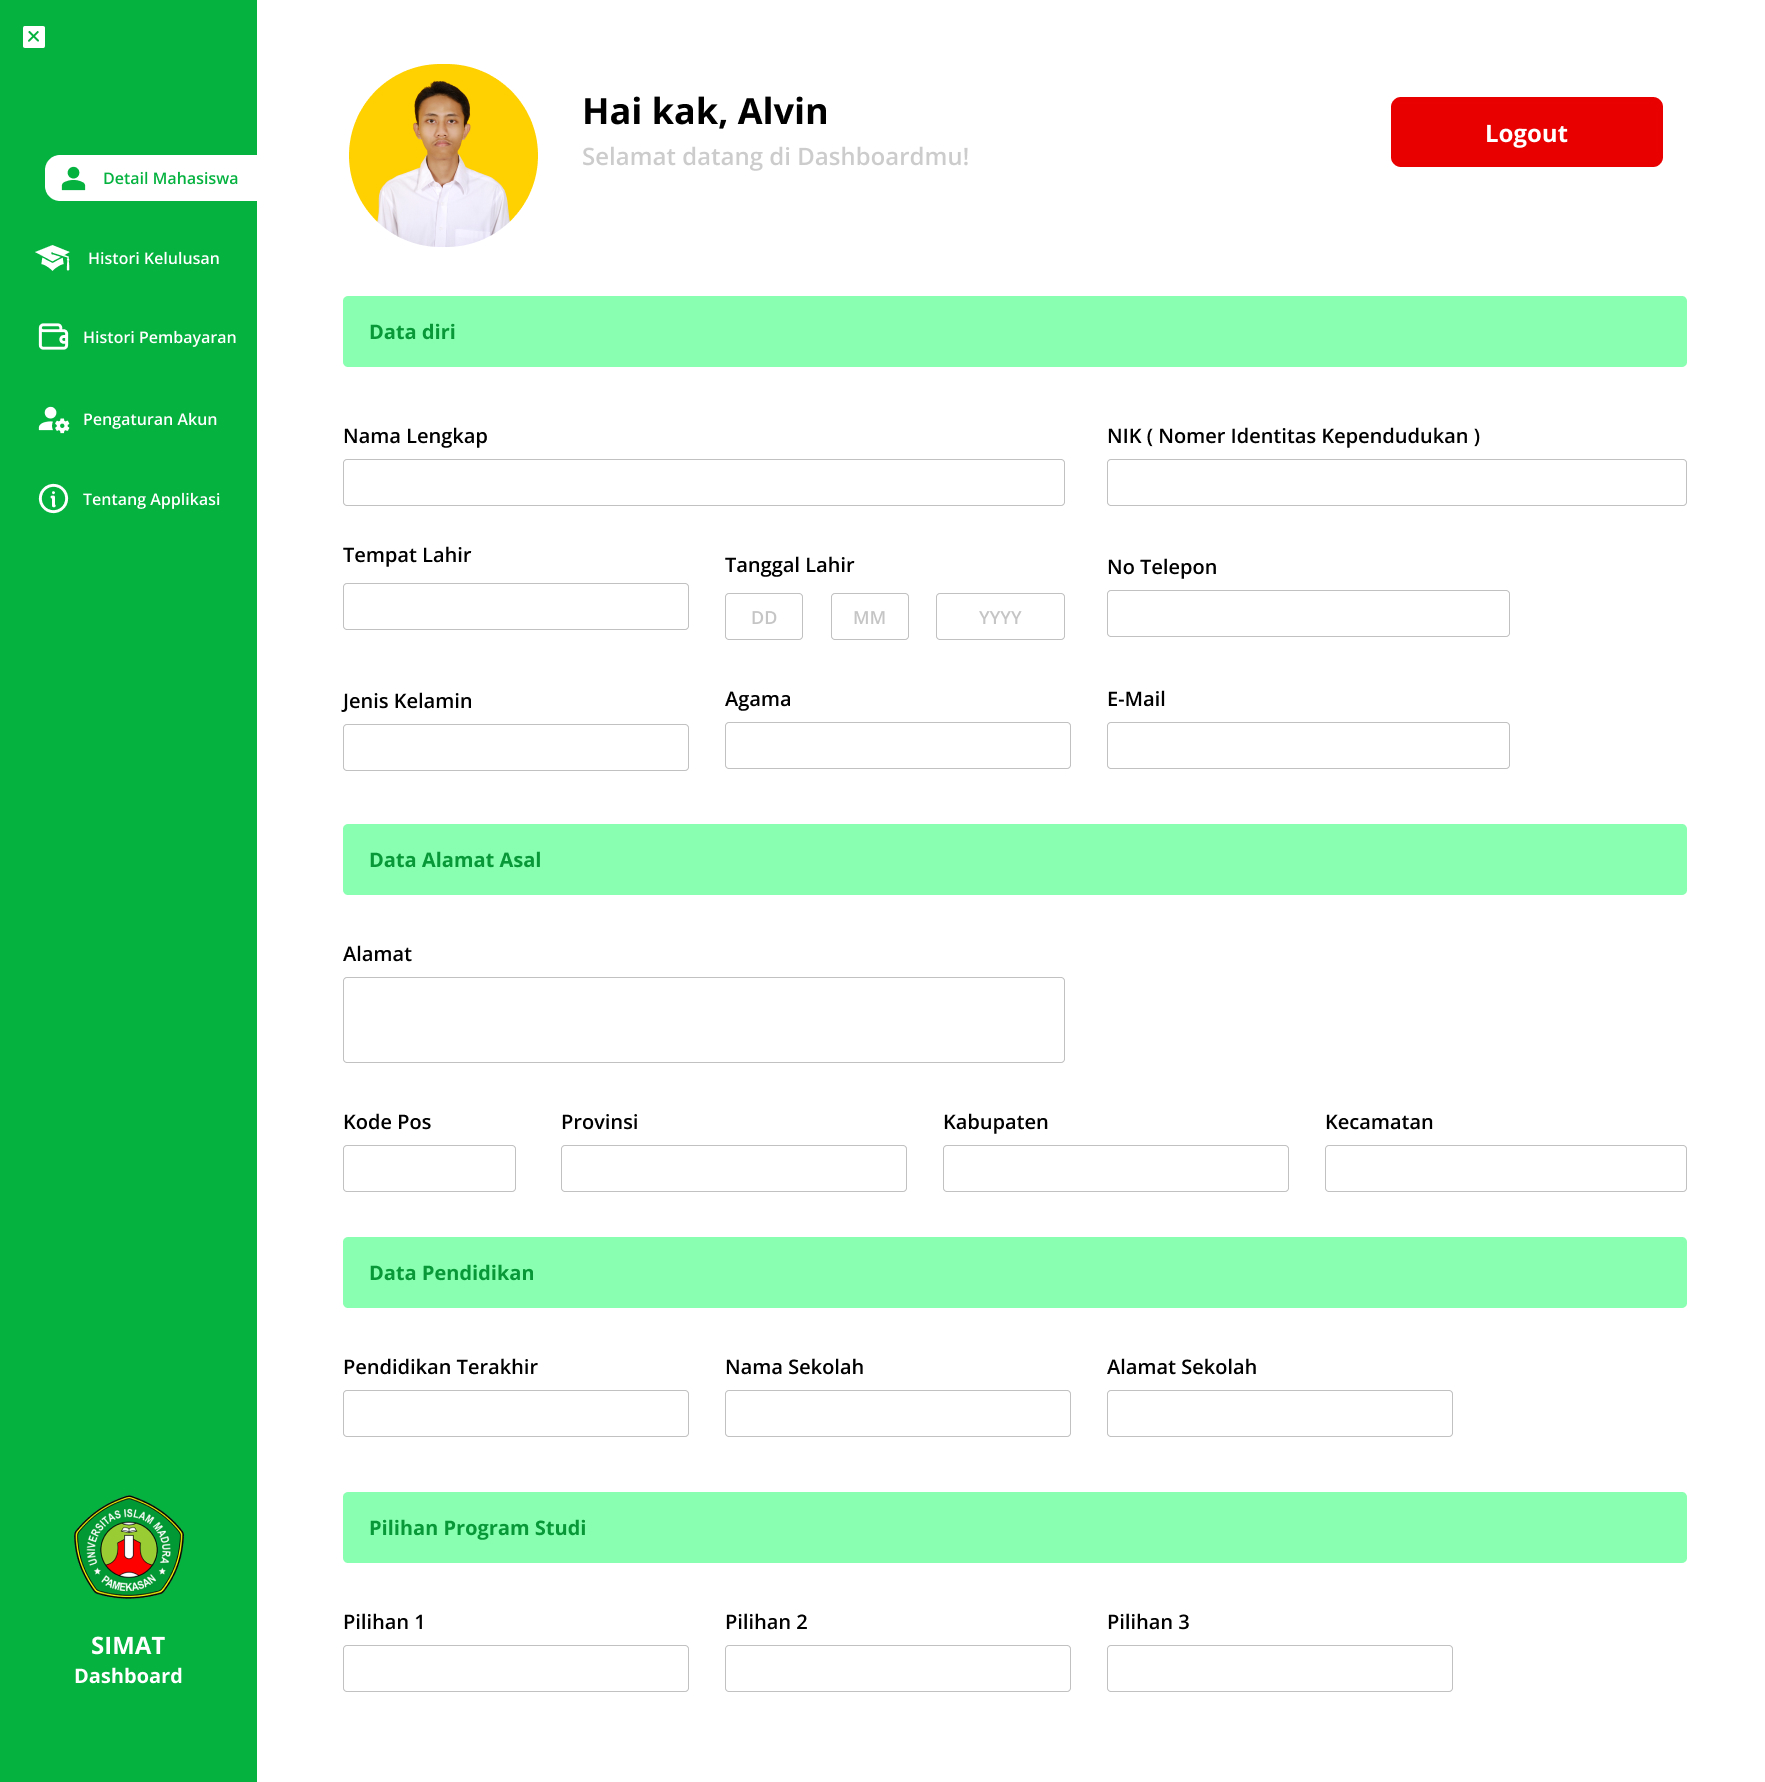 Detail Mahasiswa
Histori Kelulusan
Histori Pembayaran
Pengaturan Akun
Tentang Applikasi
UNIVERSITAS ISLAM MADURA
PAMEKASAN
SIMAT
Dashboard
Hai kak, Alvin
Selamat datang di Dashboardmu!
Logout
Data diri
Nama Lengkap
NIK ( Nomer Identitas Kependudukan )
Tempat Lahir
Tanggal Lahir
DD MM YYYY
No Telepon
Jenis Kelamin
Agama
E-Mail
Data Alamat Asal
Alamat
Kode Pos
Provinsi
Kabupaten
Kecamatan
Data Pendidikan
Pendidikan Terakhir
Nama Sekolah
Alamat Sekolah
Pilihan Program Studi
Pilihan 1
Pilihan 2
Pilihan 3